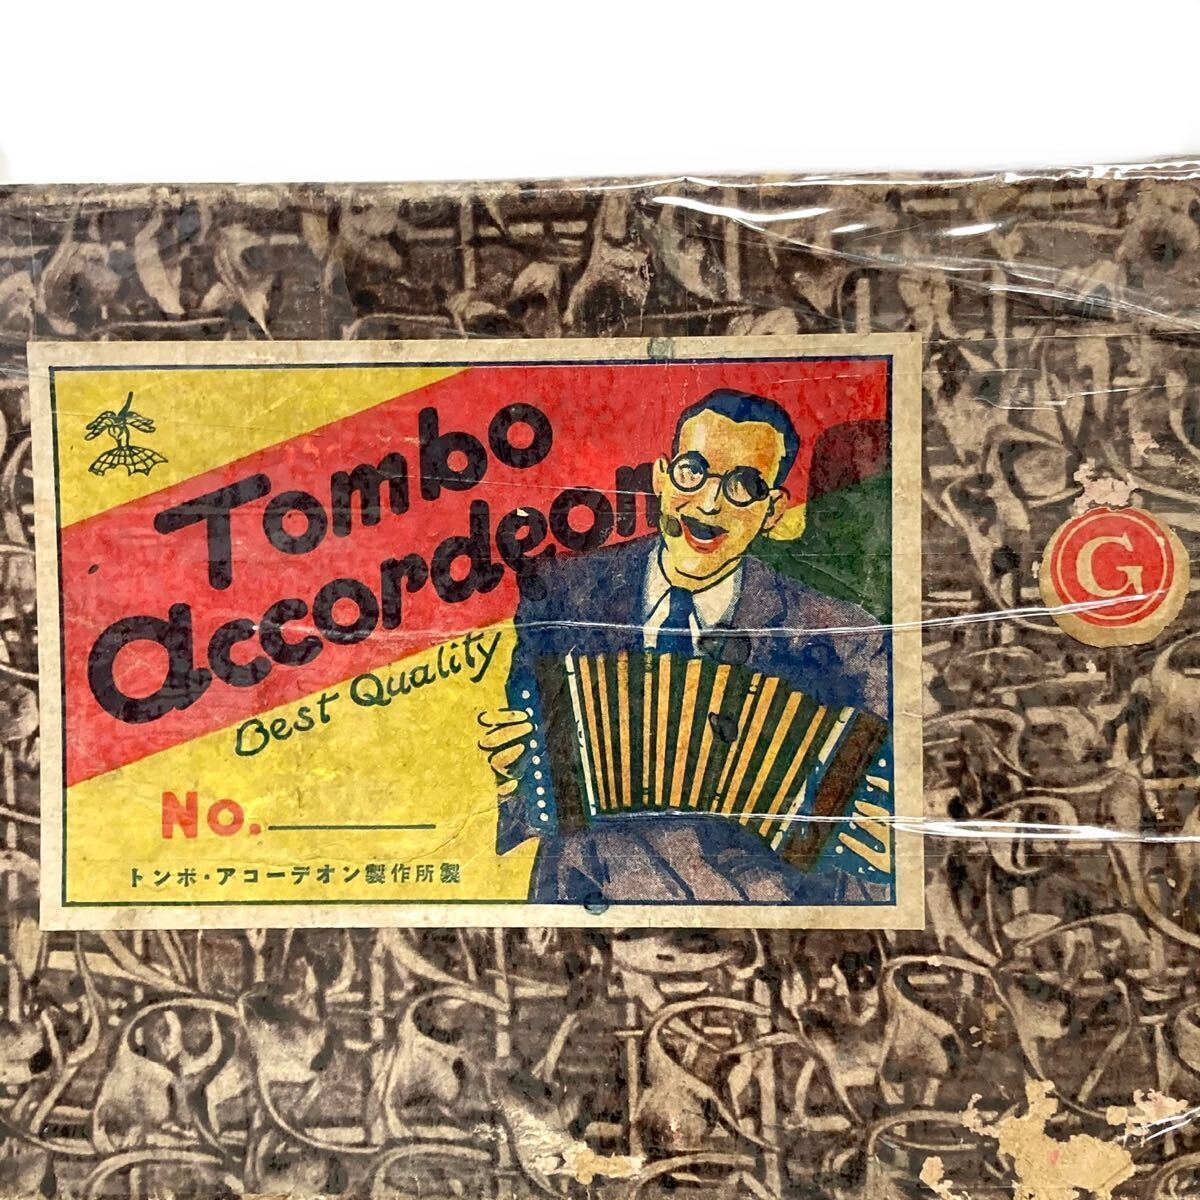 Tombo
accordeon
Best Quality
No.
トンボ・アコーデオン製作所製
G